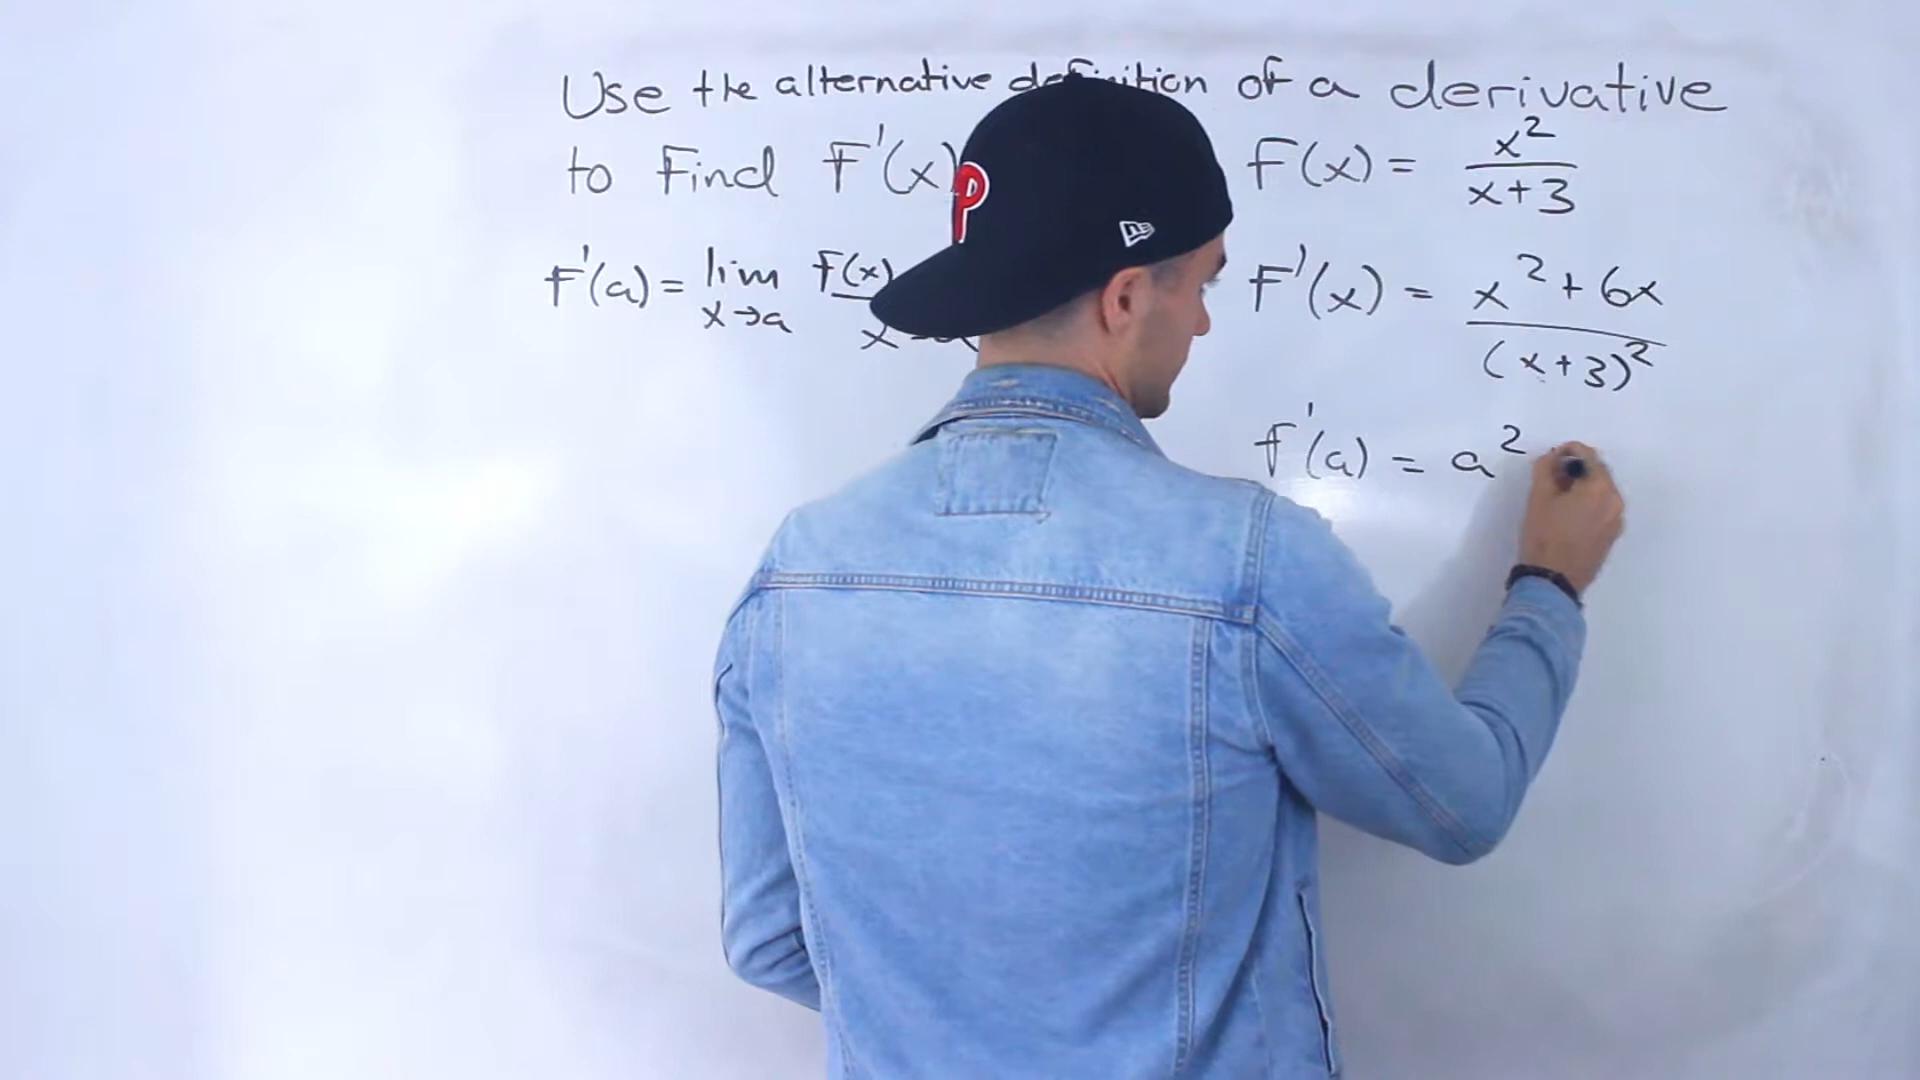 Use the alternative definition of a derivative
to find F'(x) F(x) = x²/(x+3)
F'(a) = lim x→a F(x) / x-a
F'(x) = x² + 6x / (x+3)²
f'(a) = a²
P